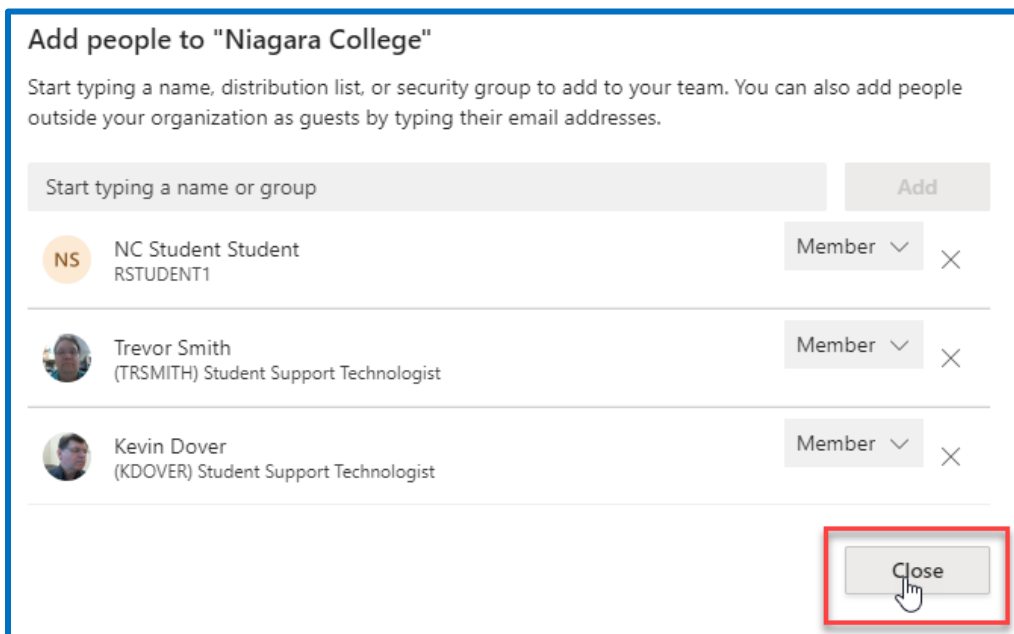 Add people to "Niagara College"
Start typing a name, distribution list, or security group to add to your team. You can also add people
outside your organization as guests by typing their email addresses.
Start typing a name or group
Add
NS
NC Student Student
RSTUDENT1
Member
Trevor Smith
(TRSMITH) Student Support Technologist
Member
Kevin Dover
(KDOVER) Student Support Technologist
Member
Close